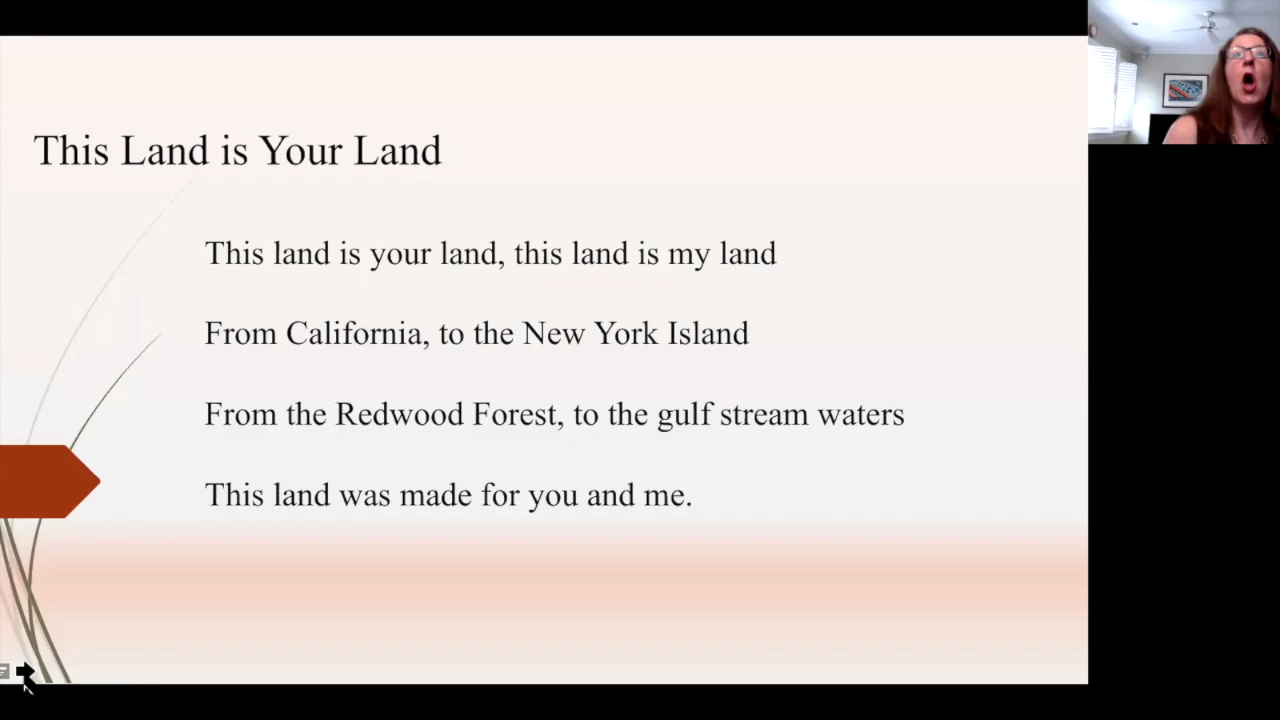 This Land is Your Land
This land is your land, this land is my land
From California, to the New York Island
From the Redwood Forest, to the gulf stream waters
This land was made for you and me.